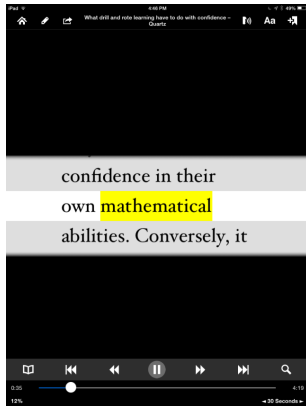 iPad
4:46 PM
49%
What drill and rote learning have to do with confidence –
Quartz
Aa
confidence in their
own mathematical
abilities. Conversely, it
0:35
4:19
12%
◄ 30 Seconds ►